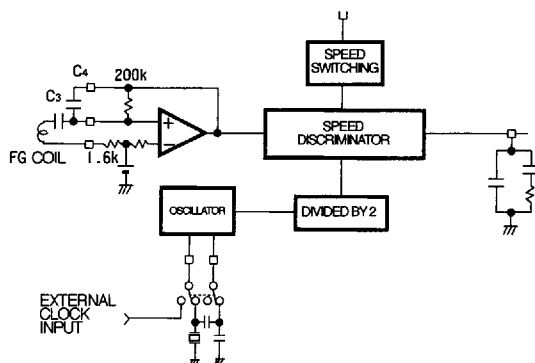 SPEED
SWITCHING
C4
200k
C3
+
−
FG COIL
1.6k
SPEED
DISCRIMINATOR
OSCILLATOR
DIVIDED BY 2
EXTERNAL
CLOCK
INPUT